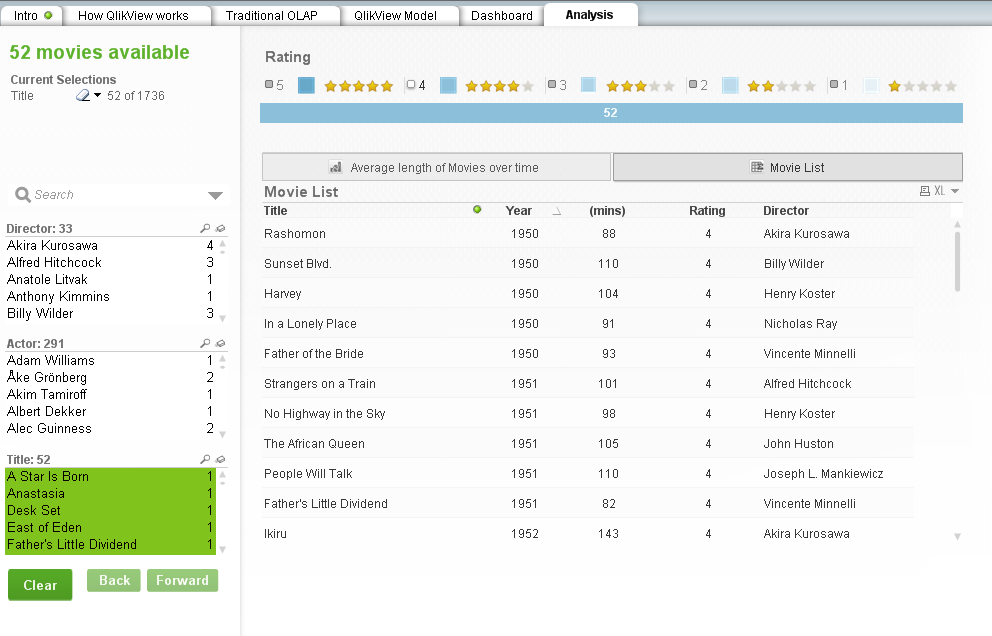 Intro How QlikView works Traditional OLAP QlikView Model Dashboard Analysis
52 movies available
Current Selections
Title 52 of 1736
Search
Director: 33
Akira Kurosawa 4
Alfred Hitchcock 3
Anatole Litvak 1
Anthony Kimmins 1
Billy Wilder 3
Actor: 291
Adam Williams 1
Åke Grönberg 2
Akim Tamiroff 1
Albert Dekker 1
Alec Guinness 2
Title: 52
A Star Is Born 1
Anastasia 1
Desk Set 1
East of Eden 1
Father's Little Dividend 1
Clear Back Forward
Rating
5 4 3 2 1
52
Average length of Movies over time Movie List
Movie List XL
Title Year (mins) Rating Director
Rashomon 1950 88 4 Akira Kurosawa
Sunset Blvd. 1950 110 4 Billy Wilder
Harvey 1950 104 4 Henry Koster
In a Lonely Place 1950 91 4 Nicholas Ray
Father of the Bride 1950 93 4 Vincente Minnelli
Strangers on a Train 1951 101 4 Alfred Hitchcock
No Highway in the Sky 1951 98 4 Henry Koster
The African Queen 1951 105 4 John Huston
People Will Talk 1951 110 4 Joseph L. Mankiewicz
Father's Little Dividend 1951 82 4 Vincente Minnelli
Ikiru 1952 143 4 Akira Kurosawa